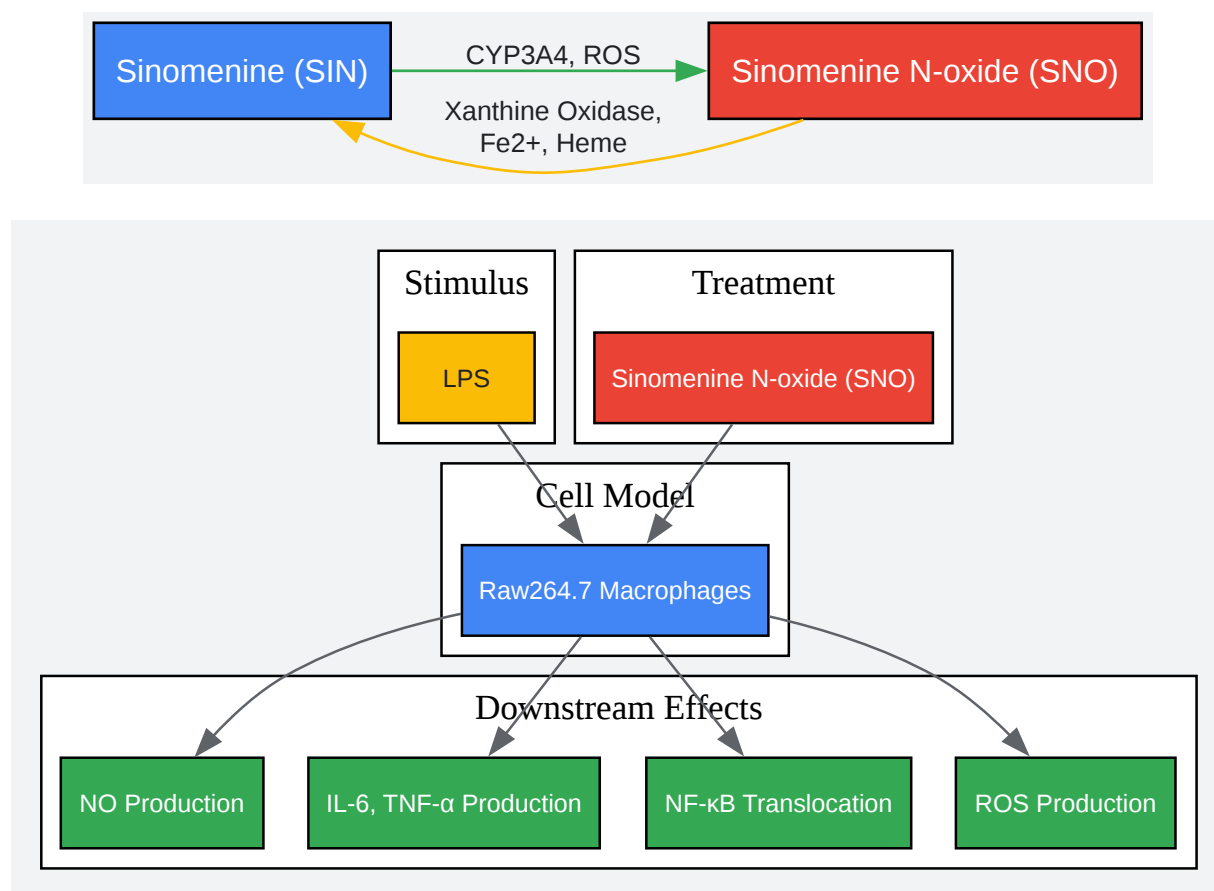 Sinomenine (SIN)
CYP3A4, ROS
Sinomenine N-oxide (SNO)
Xanthine Oxidase,
Fe2+, Heme
Stimulus
Treatment
LPS
Sinomenine N-oxide (SNO)
Cell Model
Raw264.7 Macrophages
Downstream Effects
NO Production
IL-6, TNF-α Production
NF-κB Translocation
ROS Production